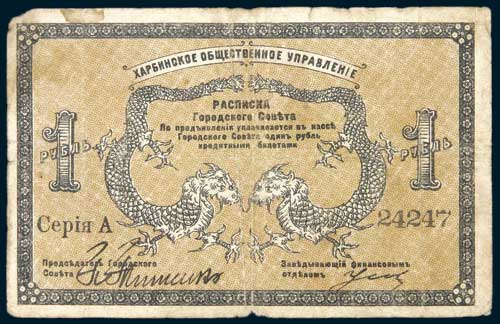 ХАРБИНСКОЕ ОБЩЕСТВЕННОЕ УПРАВЛЕНІЕ
РАСПИСКА
Городского Совѣта
По предъявленіи уплачивается въ кассѣ
Городского Совѣта одинъ рубль
кредитными билетами
1 РУБЛЬ
1 РУБЛЬ
Серія А
24247
Предсѣдатель Городского
Совѣта
Завѣдывающій финансовымъ
отдѣломъ